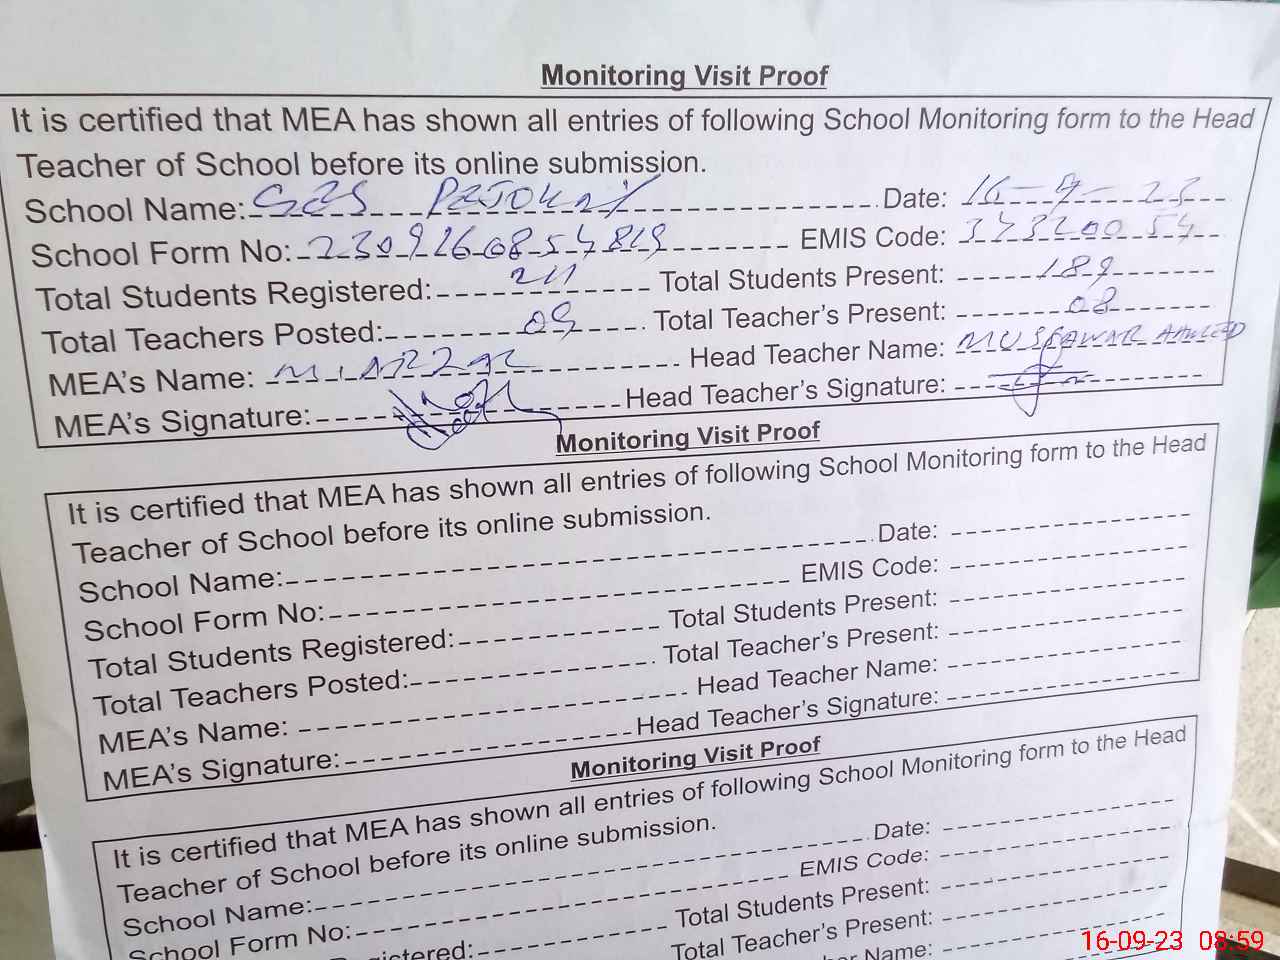 Monitoring Visit Proof
It is certified that MEA has shown all entries of following School Monitoring form to the Head
Teacher of School before its online submission.
School Name: GES Date: 16-9-23
School Form No: 2309160854819 EMIS Code: 34320054
Total Students Registered: 211 Total Students Present: 189
Total Teachers Posted: 09 Total Teacher's Present: 08
MEA's Name: Head Teacher Name: MUSSAWAR AHMED
MEA's Signature: Head Teacher's Signature:
Monitoring Visit Proof
It is certified that MEA has shown all entries of following School Monitoring form to the Head
Teacher of School before its online submission.
School Name: Date:
School Form No: EMIS Code:
Total Students Registered: Total Students Present:
Total Teachers Posted: Total Teacher's Present:
MEA's Name: Head Teacher Name:
MEA's Signature: Head Teacher's Signature:
Monitoring Visit Proof
It is certified that MEA has shown all entries of following School Monitoring form to the Head
Teacher of School before its online submission.
School Name: Date:
School Form No: EMIS Code:
Registered: Total Students Present:
Total Teacher's Present:
Name:
16-09-23 08:59